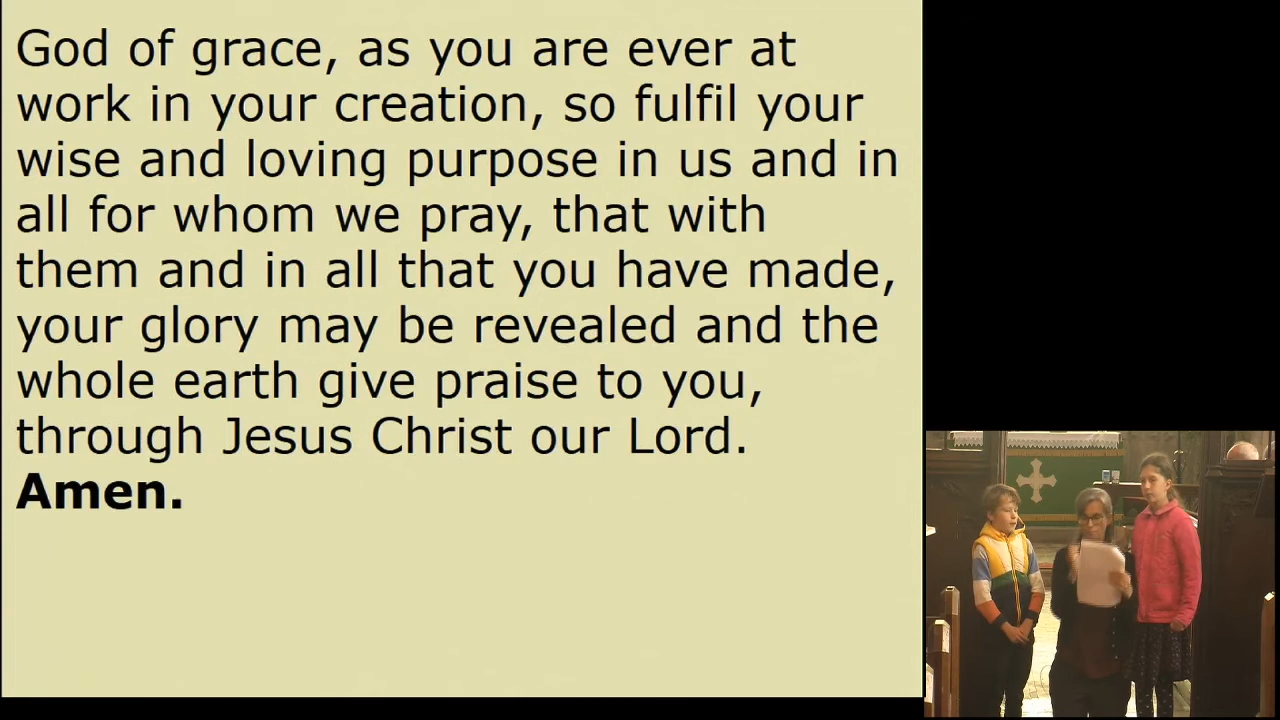 God of grace, as you are ever at
work in your creation, so fulfil your
wise and loving purpose in us and in
all for whom we pray, that with
them and in all that you have made,
your glory may be revealed and the
whole earth give praise to you,
through Jesus Christ our Lord.
Amen.